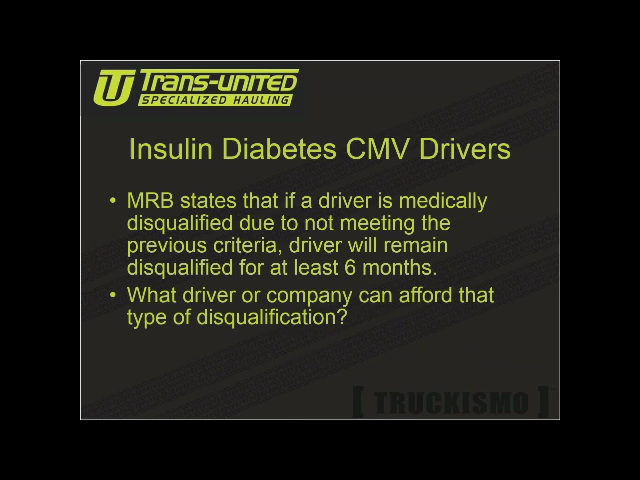 TRANS-UNITED
SPECIALIZED HAULING
Insulin Diabetes CMV Drivers
• MRB states that if a driver is medically
disqualified due to not meeting the
previous criteria, driver will remain
disqualified for at least 6 months.
• What driver or company can afford that
type of disqualification?
[ TRUCKISMO ]